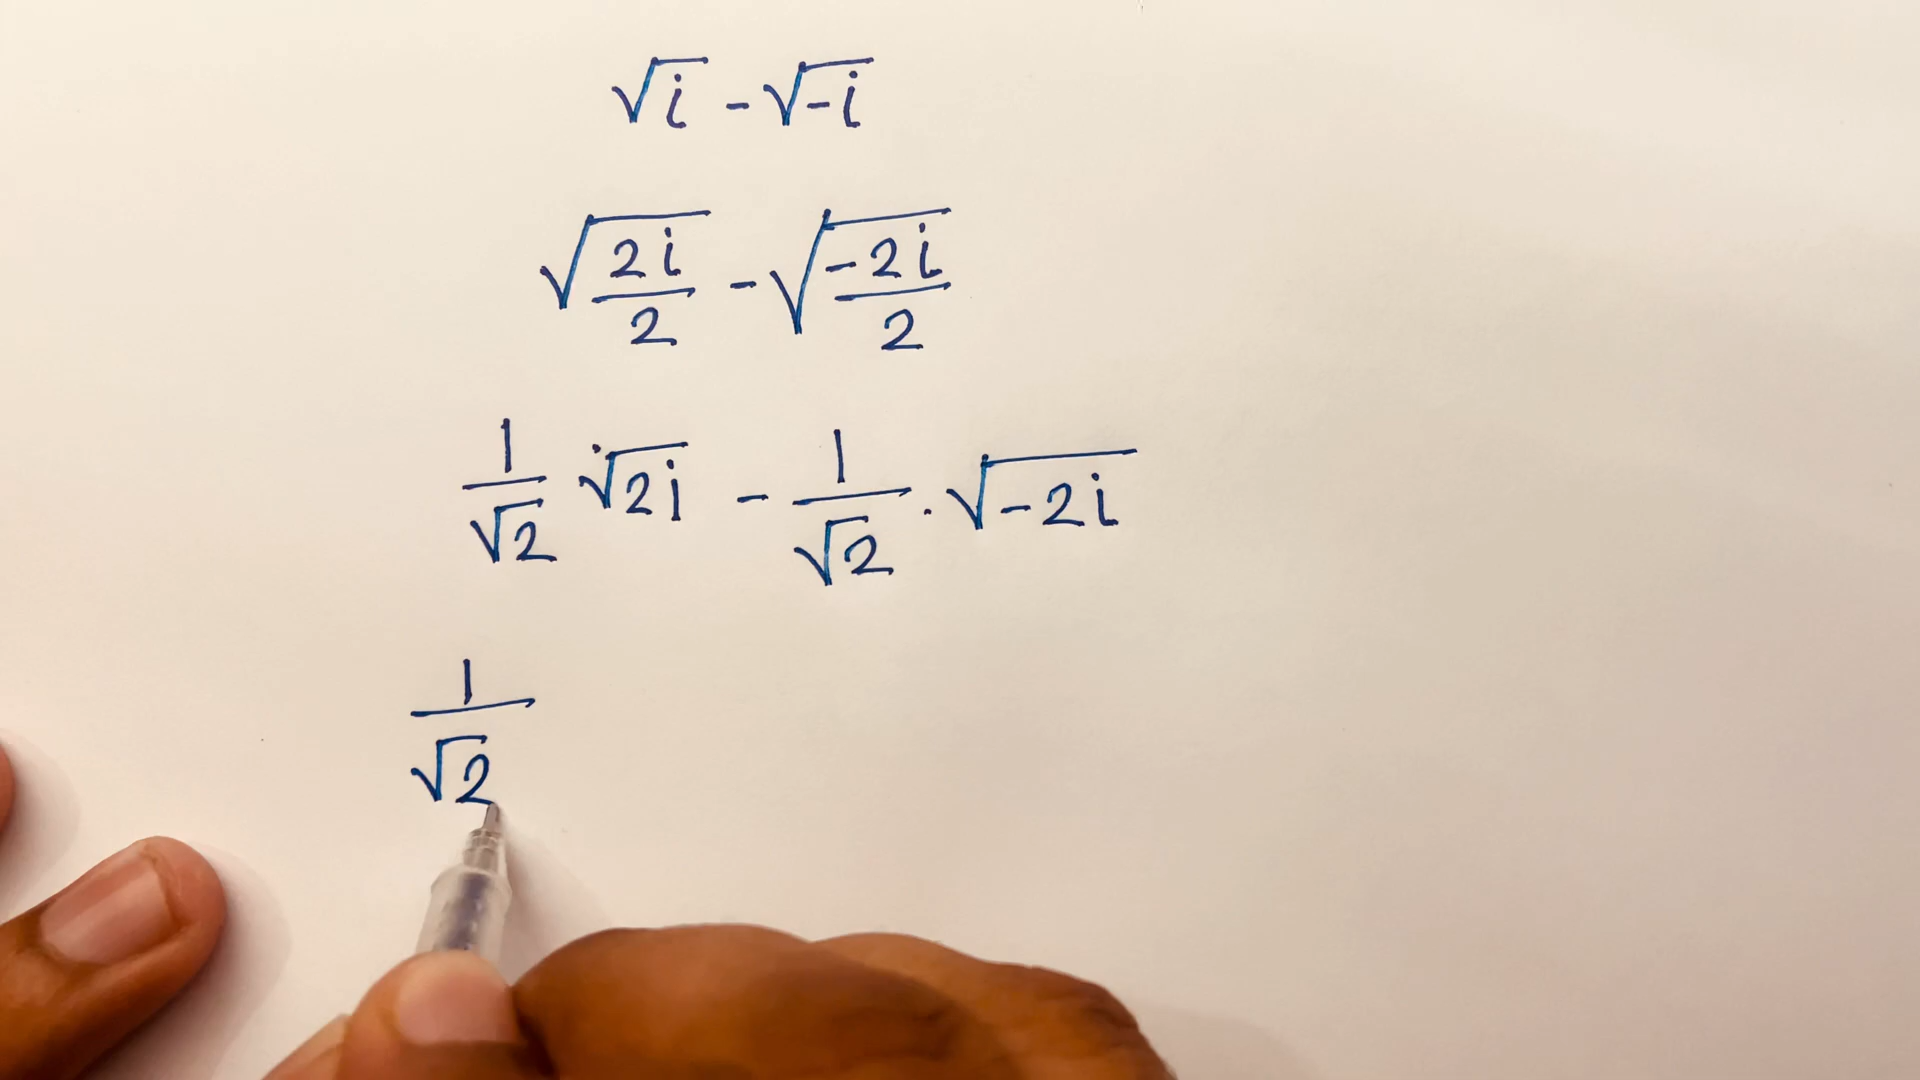 √i - √-i
√(2i/2) - √(-2i/2)
1/√2 √2i - 1/√2 . √-2i
1/√2